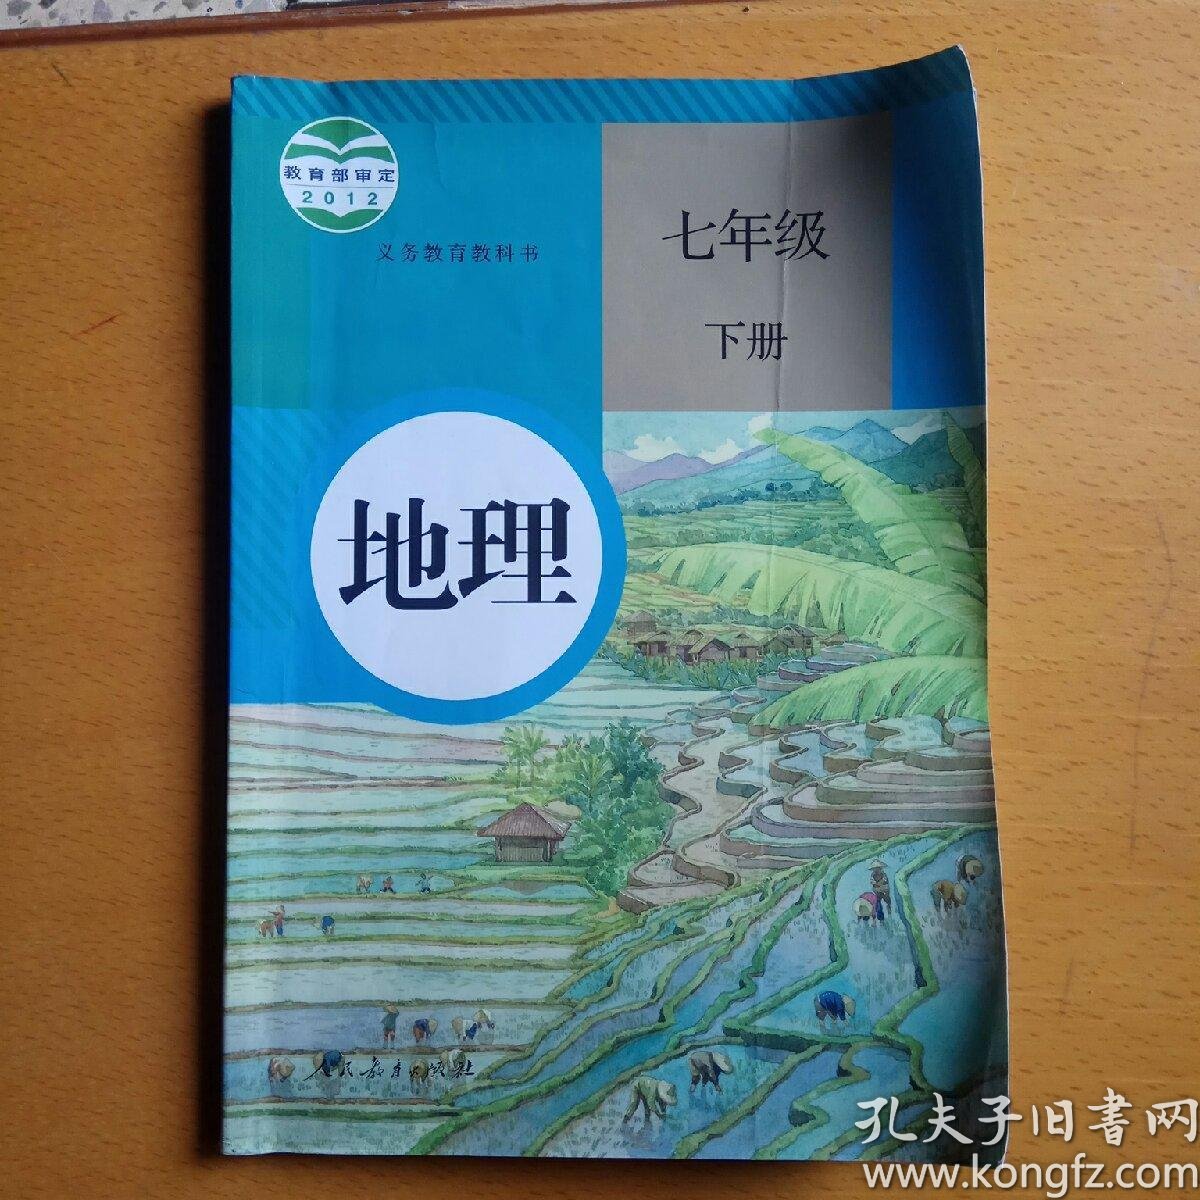 教育部审定
2012
义务教育教科书
七年级
下册
地理
人民教育出版社
孔夫子旧書网
www.kongfz.com